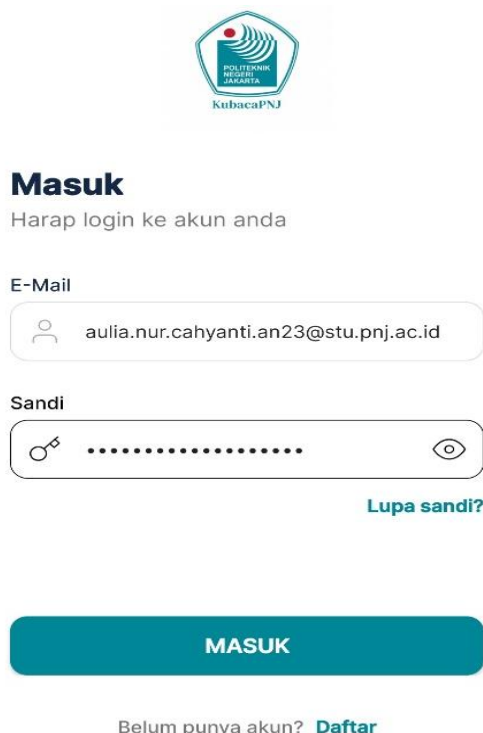 POLITEKNIK
NEGERI
JAKARTA
KubacaPNJ
Masuk
Harap login ke akun anda
E-Mail
aulia.nur.cahyanti.an23@stu.pnj.ac.id
Sandi
•••••••••••••••••••
Lupa sandi?
MASUK
Belum punya akun? Daftar